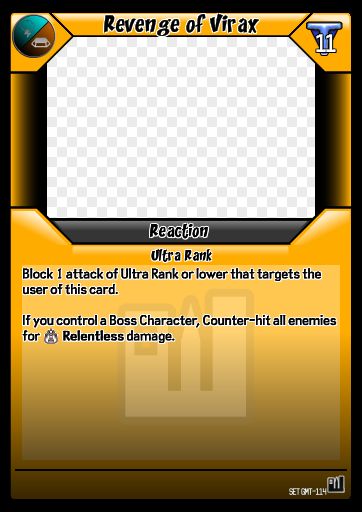 Revenge of Virax
11
Reaction
Ultra Rank
Block 1 attack of Ultra Rank or lower that targets the
user of this card.
If you control a Boss Character, Counter-hit all enemies
for Relentless damage.
SET GMT-114